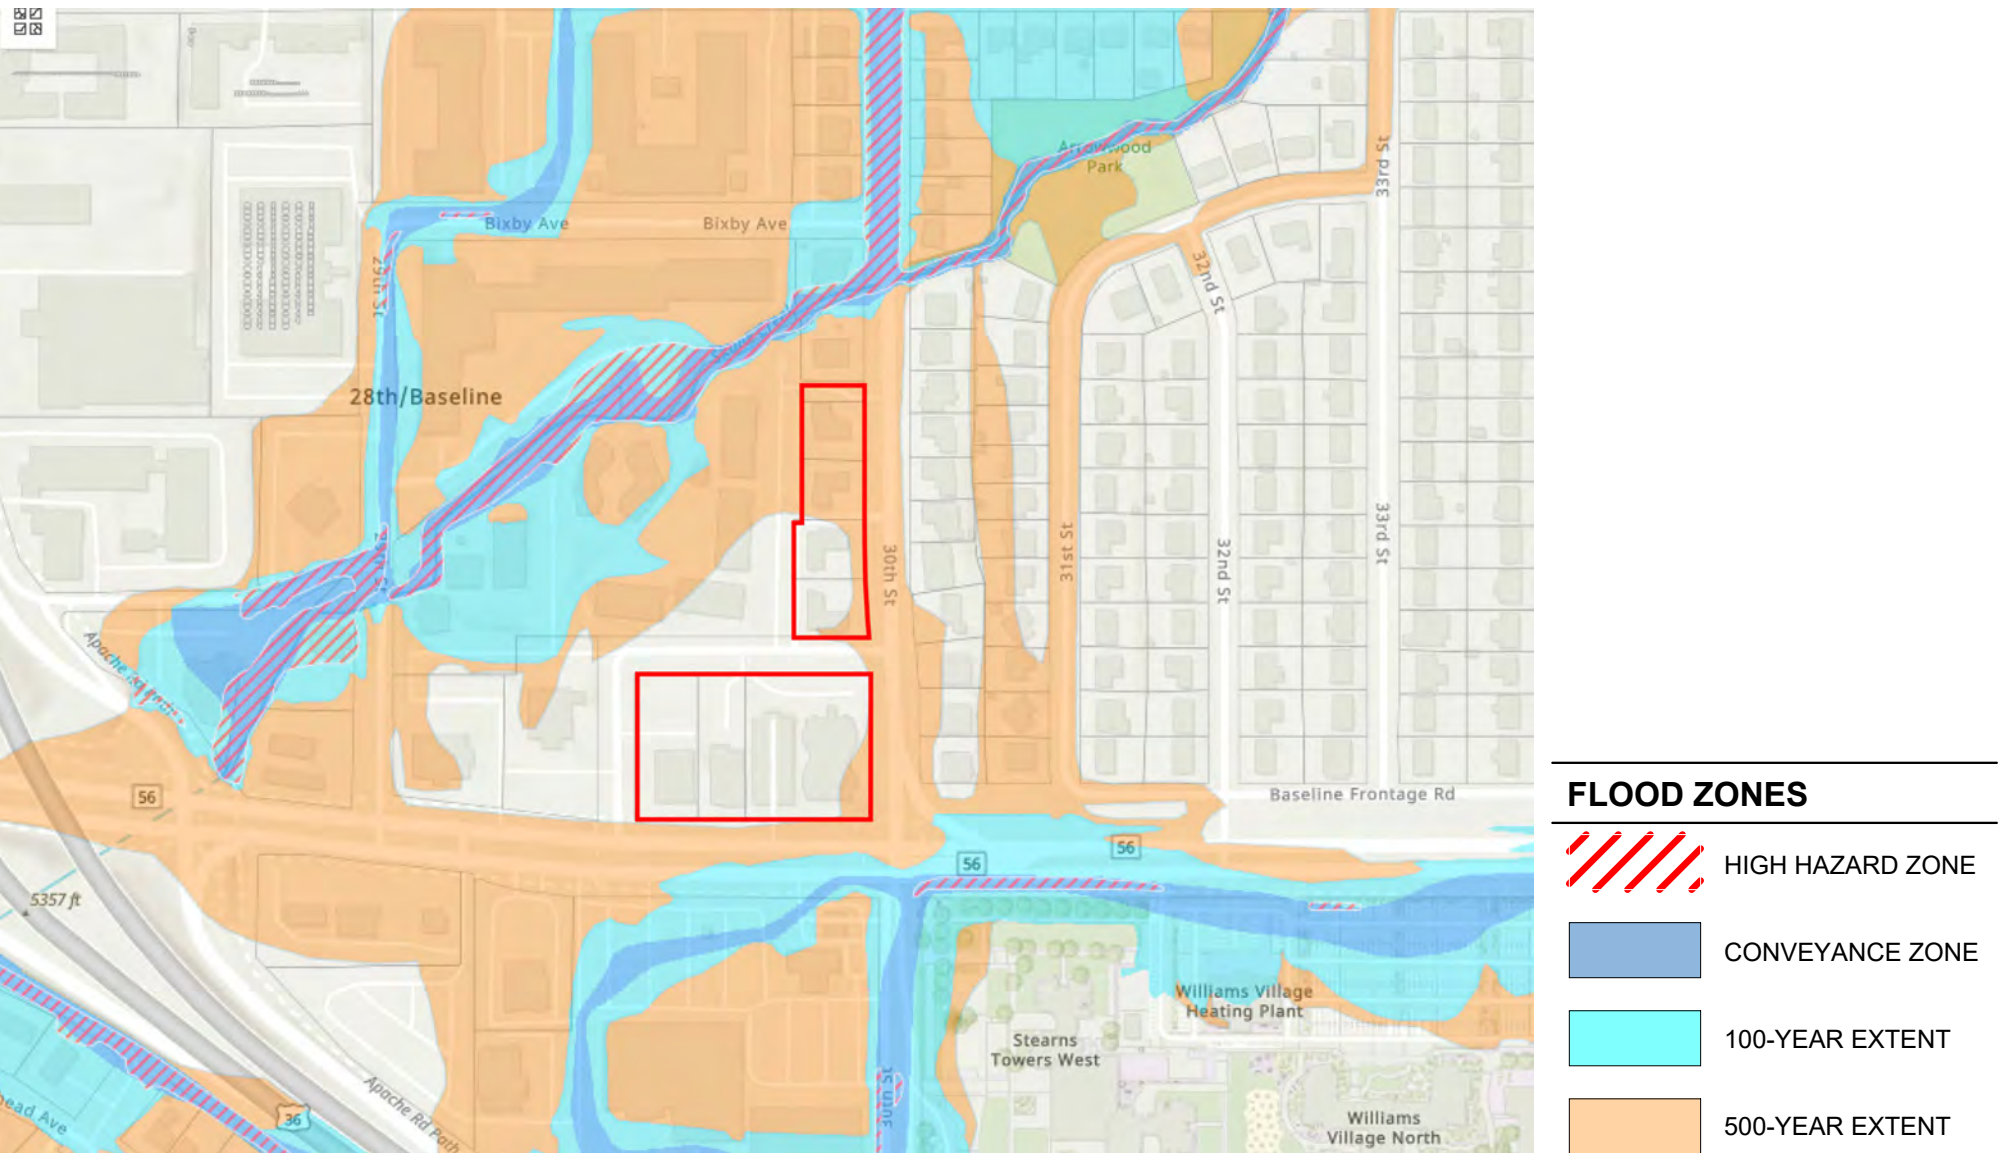 Bixby Ave
Bixby Ave
Arrowwood
Park
33rd St
29th St
32nd St
28th/Baseline
30th St
31st St
32nd St
33rd St
29th St
56
Baseline Frontage Rd
56
56
5357 ft
Williams Village
Heating Plant
Stearns
Towers West
Apache Rd Path
30th St
36
Williams
Village North
FLOOD ZONES
HIGH HAZARD ZONE
CONVEYANCE ZONE
100-YEAR EXTENT
500-YEAR EXTENT